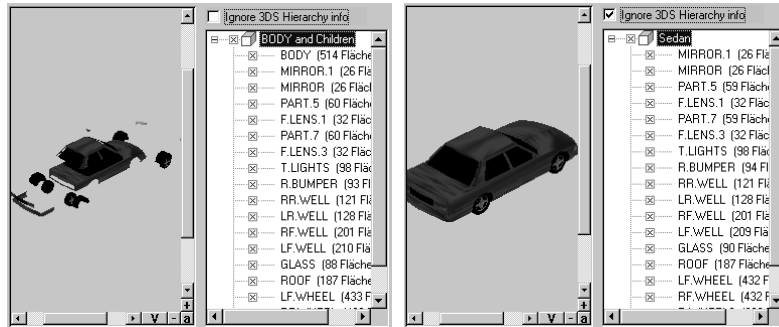 Ignore 3DS Hierarchy info
BODY and Children
BODY (514 Fläche
MIRROR.1 (26 Flä
MIRROR (26 Fläch
PART.5 (60 Fläche
F.LENS.1 (32 Fläc
PART.7 (60 Fläche
F.LENS.3 (32 Fläc
T.LIGHTS (98 Fläc
R.BUMPER (93 Fl
RR.WELL (121 Flä
LR.WELL (128 Flä
RF.WELL (201 Flä
LF.WELL (210 Flä
GLASS (88 Fläche
ROOF (187 Fläche
LF.WHEEL (433 F
V - a
+
Ignore 3DS Hierarchy info
Sedan
MIRROR.1 (26 Flä
MIRROR (26 Fläcl
PART.5 (59 Fläche
F.LENS.1 (32 Fläc
PART.7 (59 Fläche
F.LENS.3 (32 Fläc
T.LIGHTS (98 Fläc
R.BUMPER (94 Fl
RR.WELL (121 Flä
LR.WELL (128 Flä
RF.WELL (201 Flä
LF.WELL (209 Flä
GLASS (90 Fläche
ROOF (187 Fläche
LF.WHEEL (432 F
RF.WHEEL (432 F
V - a
+